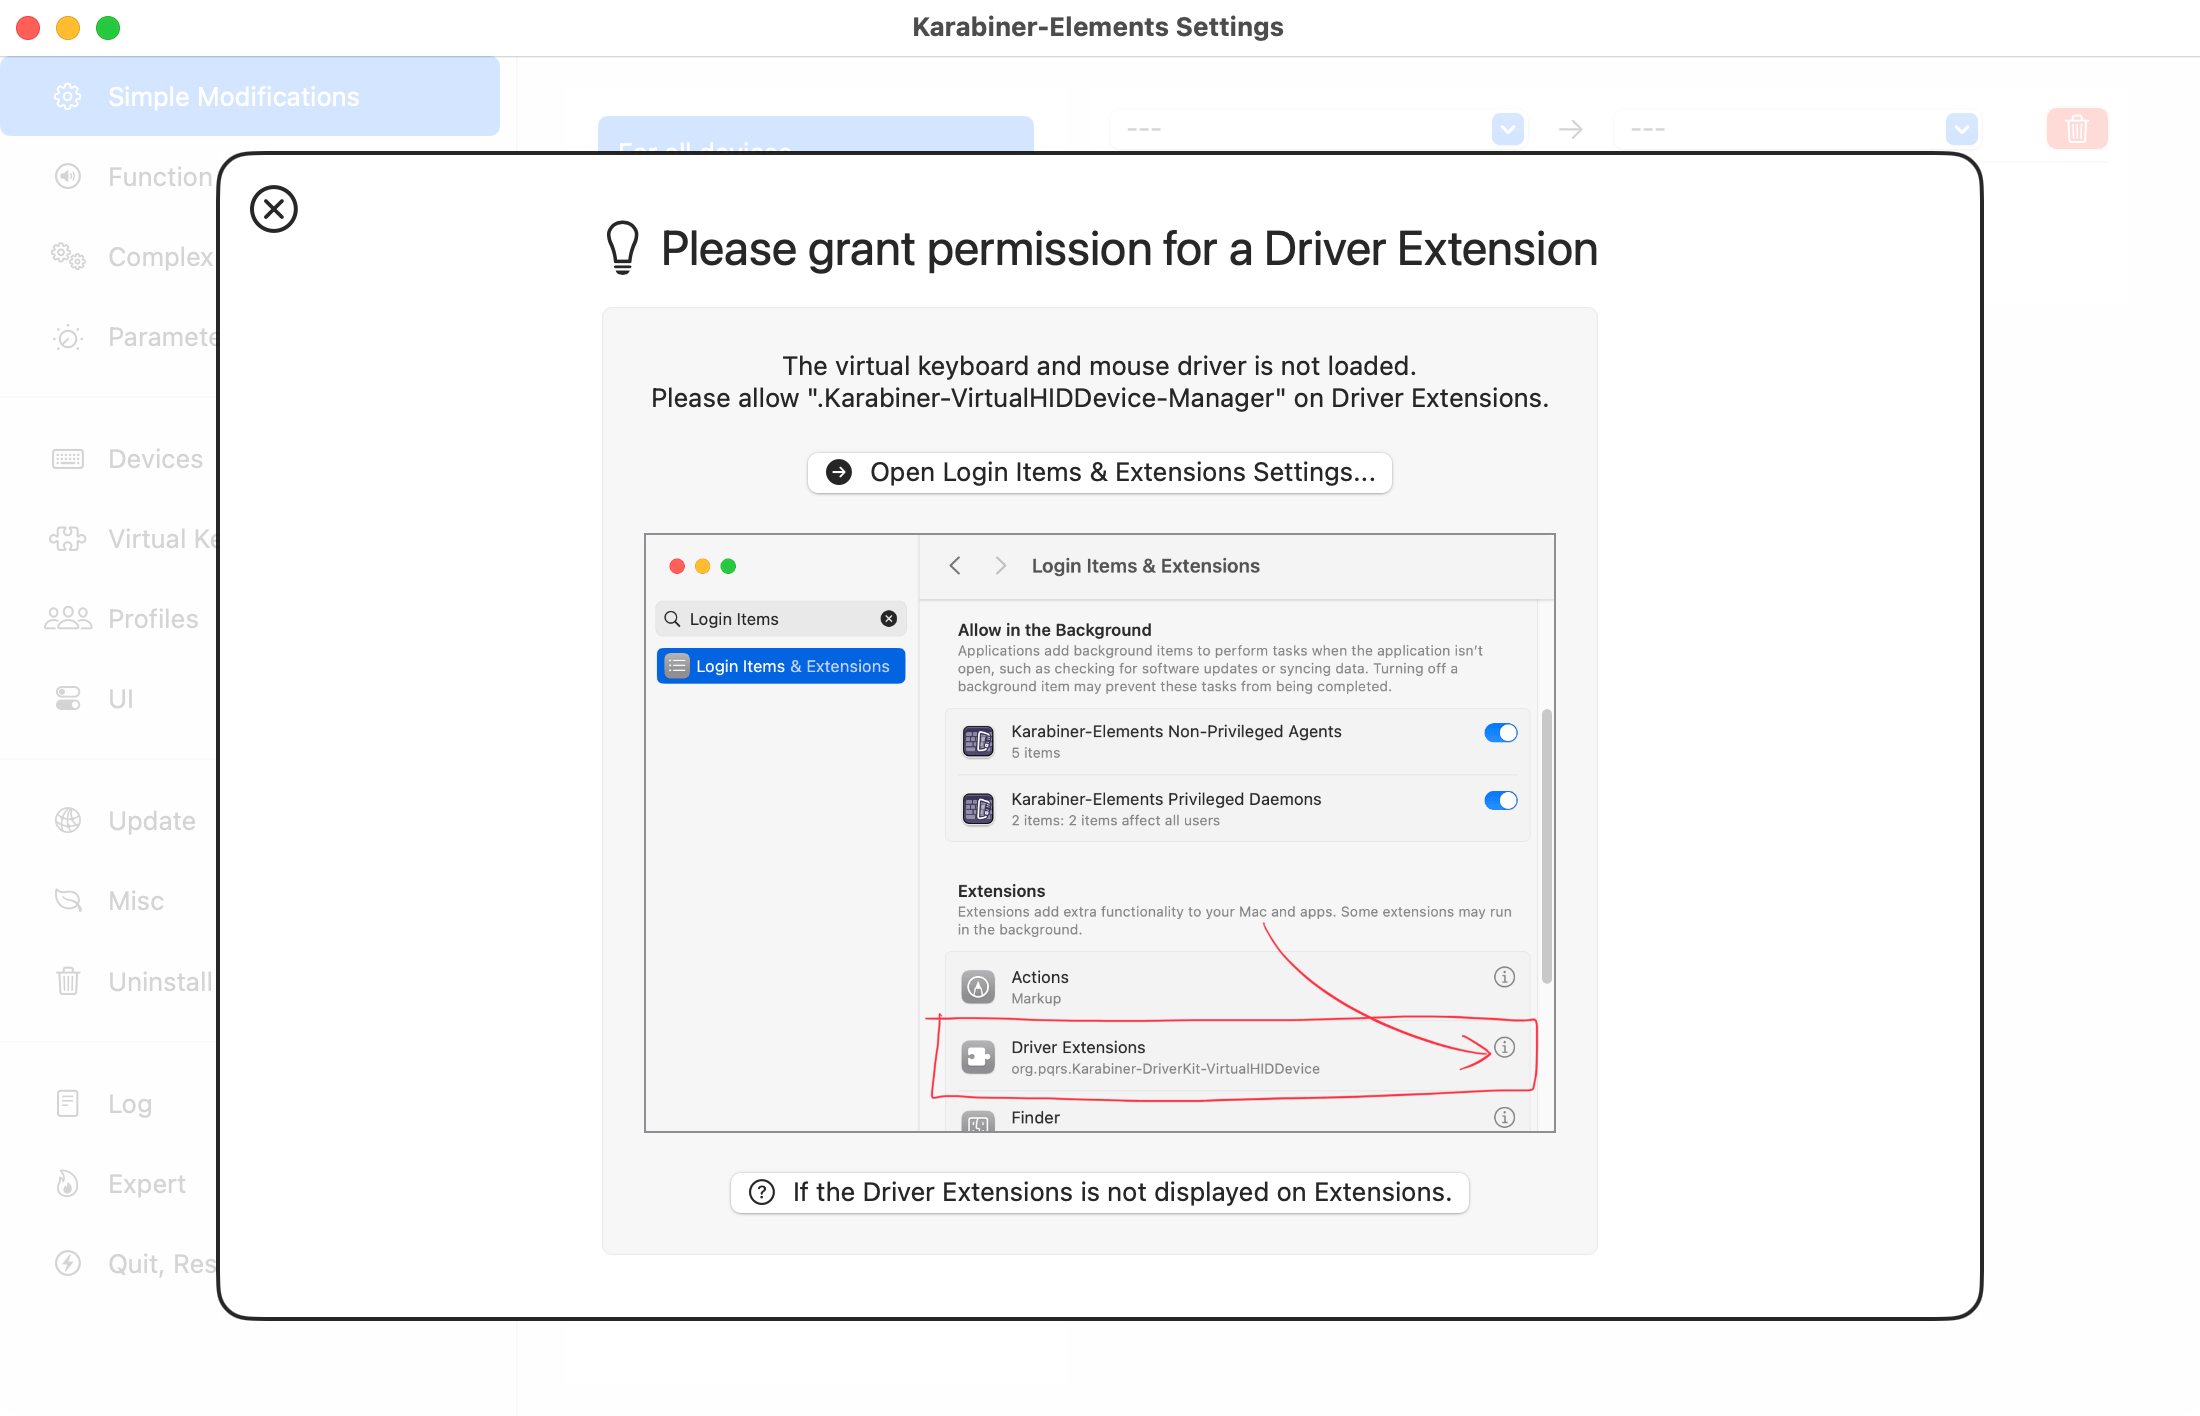 Karabiner-Elements Settings
Simple Modifications
For all devices
---
---
Function
Complex
Paramete
Devices
Virtual Ke
Profiles
UI
Update
Misc
Uninstall
Log
Expert
Quit, Res
Please grant permission for a Driver Extension
The virtual keyboard and mouse driver is not loaded.
Please allow ".Karabiner-VirtualHIDDevice-Manager" on Driver Extensions.
Open Login Items & Extensions Settings...
Login Items
Login Items & Extensions
Login Items & Extensions
Allow in the Background
Applications add background items to perform tasks when the application isn't
open, such as checking for software updates or syncing data. Turning off a
background item may prevent these tasks from being completed.
Karabiner-Elements Non-Privileged Agents
5 items
Karabiner-Elements Privileged Daemons
2 items: 2 items affect all users
Extensions
Extensions add extra functionality to your Mac and apps. Some extensions may run
in the background.
Actions
Markup
Driver Extensions
org.pqrs.Karabiner-DriverKit-VirtualHIDDevice
Finder
If the Driver Extensions is not displayed on Extensions.